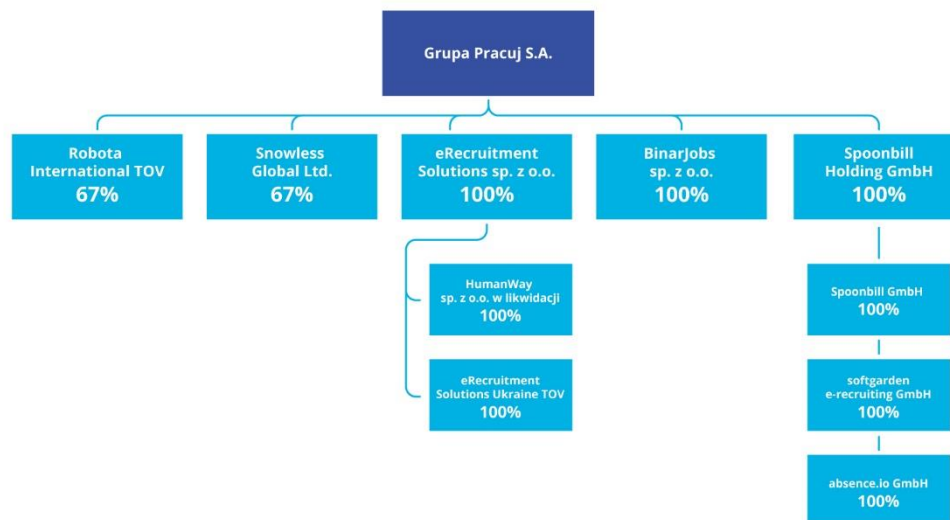 Grupa Pracuj S.A.
Robota
International TOV
67%
Snowless
Global Ltd.
67%
eRecruitment
Solutions sp. z o.o.
100%
BinarJobs
sp. z o.o.
100%
Spoonbill
Holding GmbH
100%
HumanWay
sp. z o.o. w likwidacji
100%
eRecruitment
Solutions Ukraine TOV
100%
Spoonbill GmbH
100%
softgarden
e-recruiting GmbH
100%
absence.io GmbH
100%